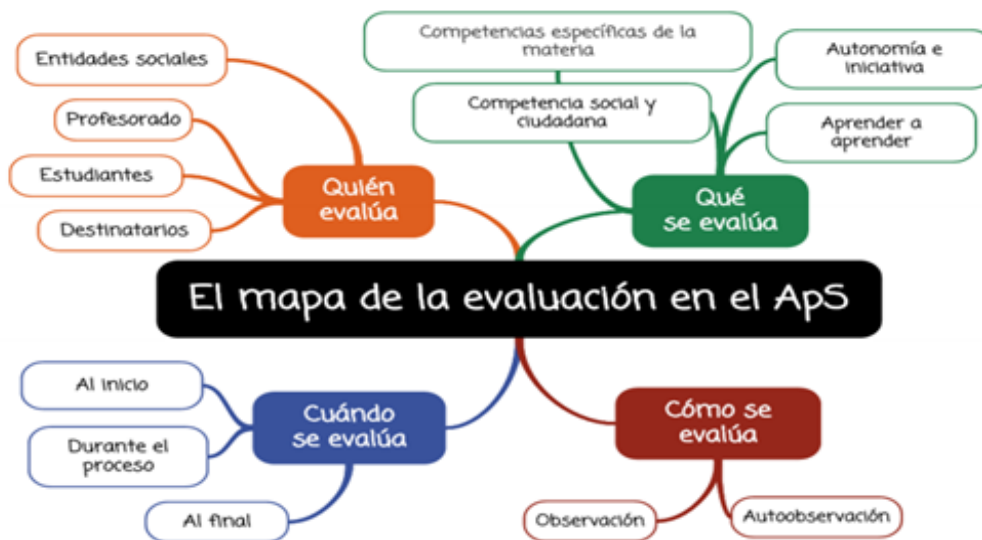 Entidades sociales
Profesorado
Estudiantes
Destinatarios
Quién
evalúa
Competencias específicas de la
materia
Competencia social y
ciudadana
Autonomía e
iniciativa
Aprender a
aprender
Qué
se evalúa
El mapa de la evaluación en el ApS
Al inicio
Durante el
proceso
Al final
Cuándo
se evalúa
Cómo se
evalúa
Observación
Autoobservación